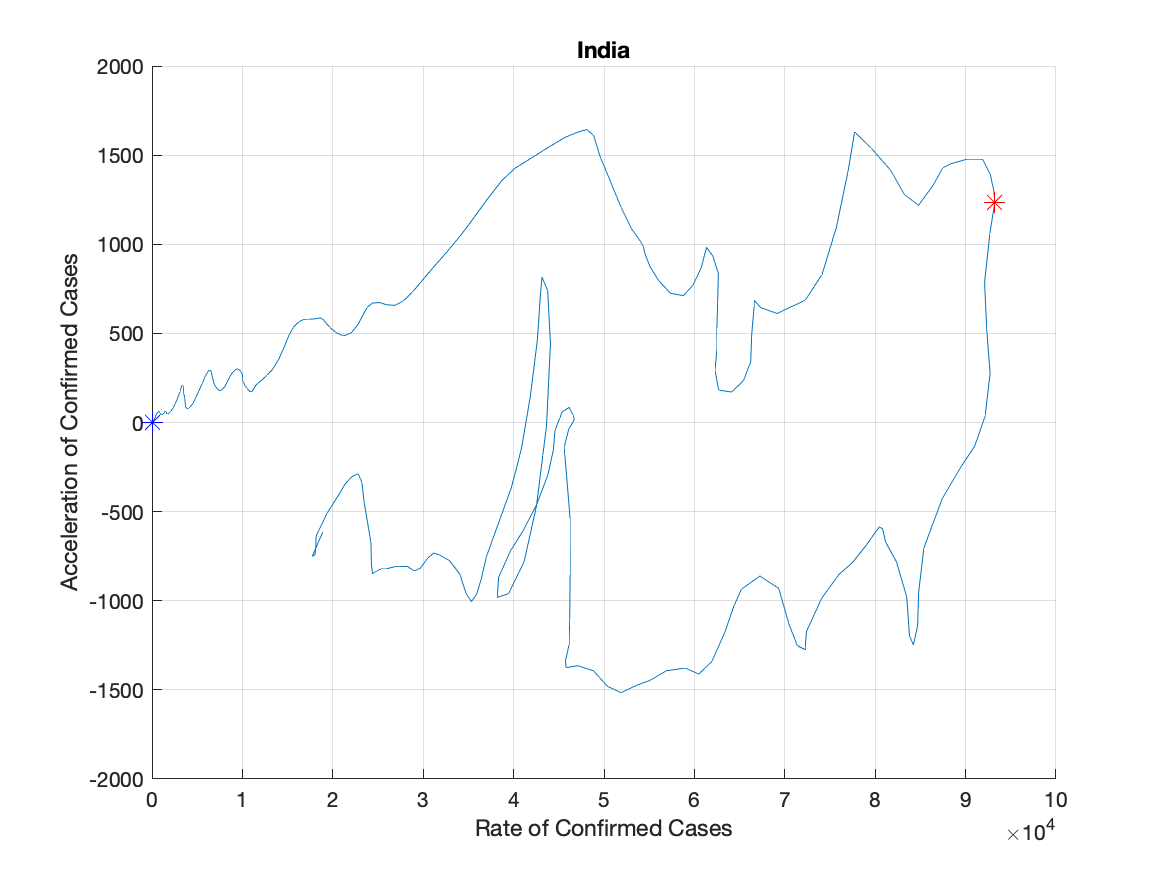 India
2000
1500
1000
500
0
-500
-1000
-1500
-2000
Acceleration of Confirmed Cases
0 1 2 3 4 5 6 7 8 9 10
Rate of Confirmed Cases
×10⁴